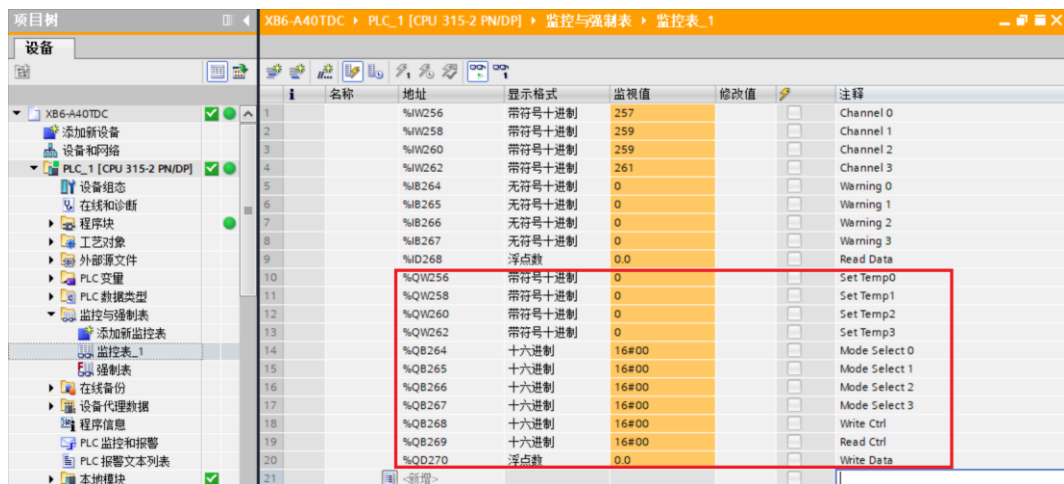 项目树
XB6-A40TDC ▸ PLC_1 [CPU 315-2 PN/DP] ▸ 监控与强制表 ▸ 监控表_1
设备
i 名称 地址 显示格式 监视值 修改值 注释
XB6-A40TDC
添加新设备
设备和网络
PLC_1 [CPU 315-2 PN/DP]
设备组态
在线和诊断
程序块
工艺对象
外部源文件
PLC 变量
PLC 数据类型
监控与强制表
添加新监控表
监控表_1
强制表
在线备份
设备代理数据
程序信息
PLC 监控和报警
PLC 报警文本列表
本地模块
1 %IW256 带符号十进制 257 Channel 0
2 %IW258 带符号十进制 259 Channel 1
3 %IW260 带符号十进制 259 Channel 2
4 %IW262 带符号十进制 261 Channel 3
5 %IB264 无符号十进制 0 Warning 0
6 %IB265 无符号十进制 0 Warning 1
7 %IB266 无符号十进制 0 Warning 2
8 %IB267 无符号十进制 0 Warning 3
9 %ID268 浮点数 0.0 Read Data
10 %QW256 带符号十进制 0 Set Temp0
11 %QW258 带符号十进制 0 Set Temp1
12 %QW260 带符号十进制 0 Set Temp2
13 %QW262 带符号十进制 0 Set Temp3
14 %QB264 十六进制 16#00 Mode Select 0
15 %QB265 十六进制 16#00 Mode Select 1
16 %QB266 十六进制 16#00 Mode Select 2
17 %QB267 十六进制 16#00 Mode Select 3
18 %QB268 十六进制 16#00 Write Ctrl
19 %QB269 十六进制 16#00 Read Ctrl
20 %QD270 浮点数 0.0 Write Data
21 <新增>